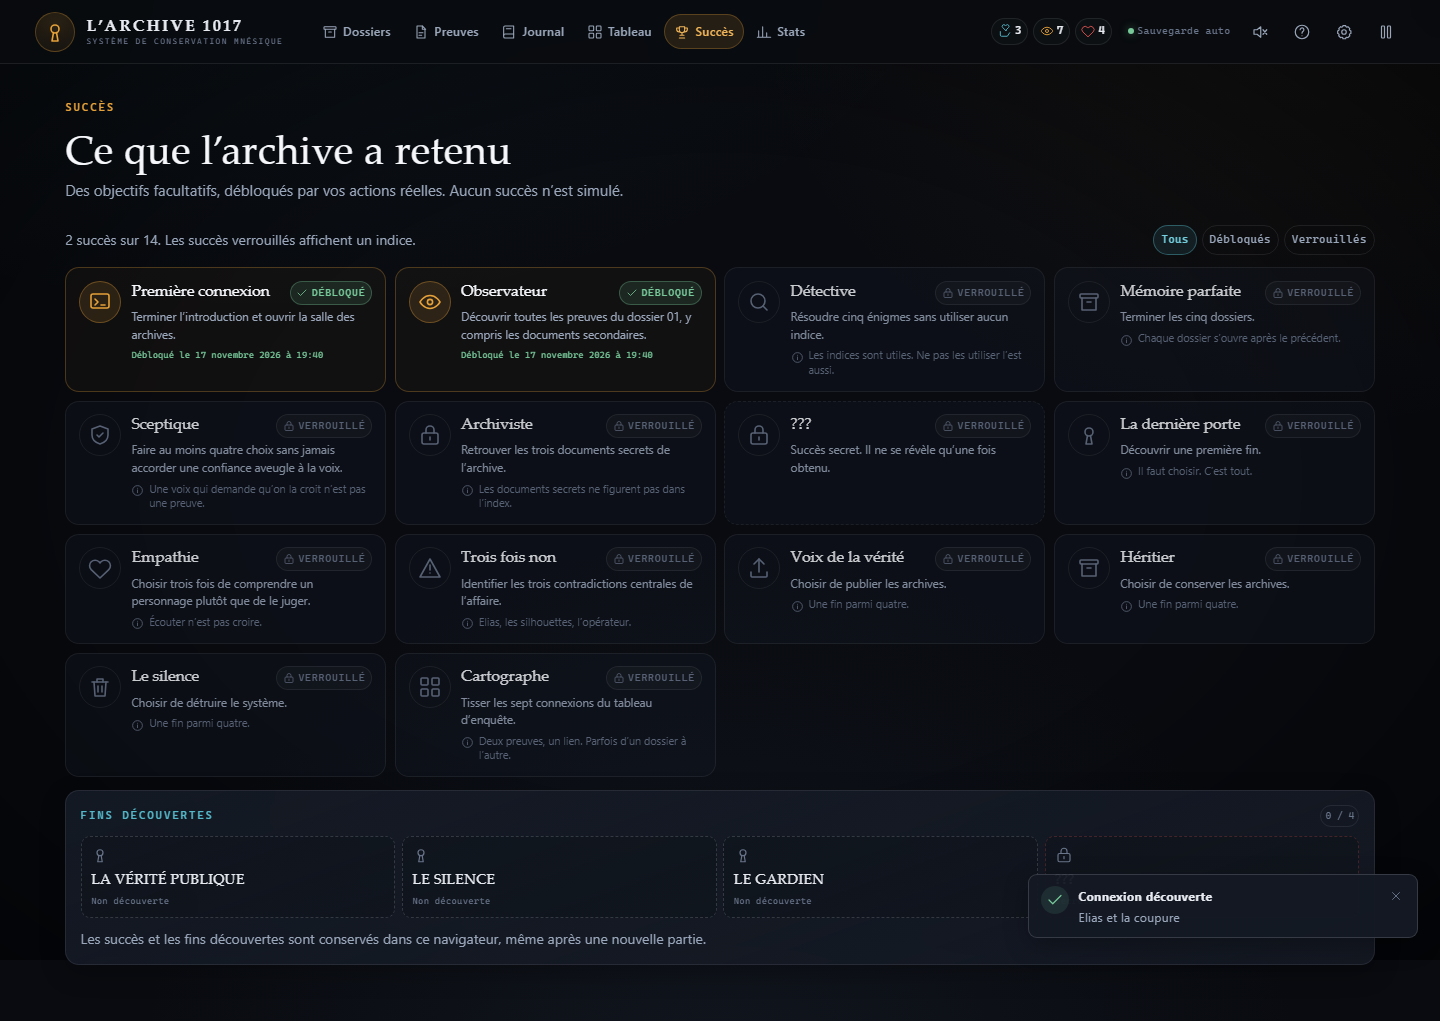 L'ARCHIVE 1017
SYSTÈME DE CONSERVATION MNÉSIQUE
Dossiers
Preuves
Journal
Tableau
Succès
Stats
3
7
4
Sauvegarde auto
SUCCÈS
Ce que l'archive a retenu
Des objectifs facultatifs, débloqués par vos actions réelles. Aucun succès n'est simulé.
2 succès sur 14. Les succès verrouillés affichent un indice.
Tous
Débloqués
Verrouillés
Première connexion
DÉBLOQUÉ
Terminer l'introduction et ouvrir la salle des
archives.
Débloqué le 17 novembre 2026 à 19:40
Observateur
DÉBLOQUÉ
Découvrir toutes les preuves du dossier 01, y
compris les documents secondaires.
Débloqué le 17 novembre 2026 à 19:40
Détective
VERROUILLÉ
Résoudre cinq énigmes sans utiliser aucun
indice.
Les indices sont utiles. Ne pas les utiliser l'est
aussi.
Mémoire parfaite
VERROUILLÉ
Terminer les cinq dossiers.
Chaque dossier s'ouvre après le précédent.
Sceptique
VERROUILLÉ
Faire au moins quatre choix sans jamais
accorder une confiance aveugle à la voix.
Une voix qui demande qu'on la croit n'est pas
une preuve.
Archiviste
VERROUILLÉ
Retrouver les trois documents secrets de
l'archive.
Les documents secrets ne figurent pas dans
l'index.
???
VERROUILLÉ
Succès secret. Il ne se révèle qu'une fois
obtenu.
La dernière porte
VERROUILLÉ
Découvrir une première fin.
Il faut choisir. C'est tout.
Empathie
VERROUILLÉ
Choisir trois fois de comprendre un
personnage plutôt que de le juger.
Écouter n'est pas croire.
Trois fois non
VERROUILLÉ
Identifier les trois contradictions centrales de
l'affaire.
Elias, les silhouettes, l'opérateur.
Voix de la vérité
VERROUILLÉ
Choisir de publier les archives.
Une fin parmi quatre.
Héritier
VERROUILLÉ
Choisir de conserver les archives.
Une fin parmi quatre.
Le silence
VERROUILLÉ
Choisir de détruire le système.
Une fin parmi quatre.
Cartographe
VERROUILLÉ
Tisser les sept connexions du tableau
d'enquête.
Deux preuves, un lien. Parfois d'un dossier à
l'autre.
FINS DÉCOUVERTES
0 / 4
LA VÉRITÉ PUBLIQUE
Non découverte
LE SILENCE
Non découverte
LE GARDIEN
Non découverte
Connexion découverte
Elias et la coupure
Les succès et les fins découvertes sont conservés dans ce navigateur, même après une nouvelle partie.